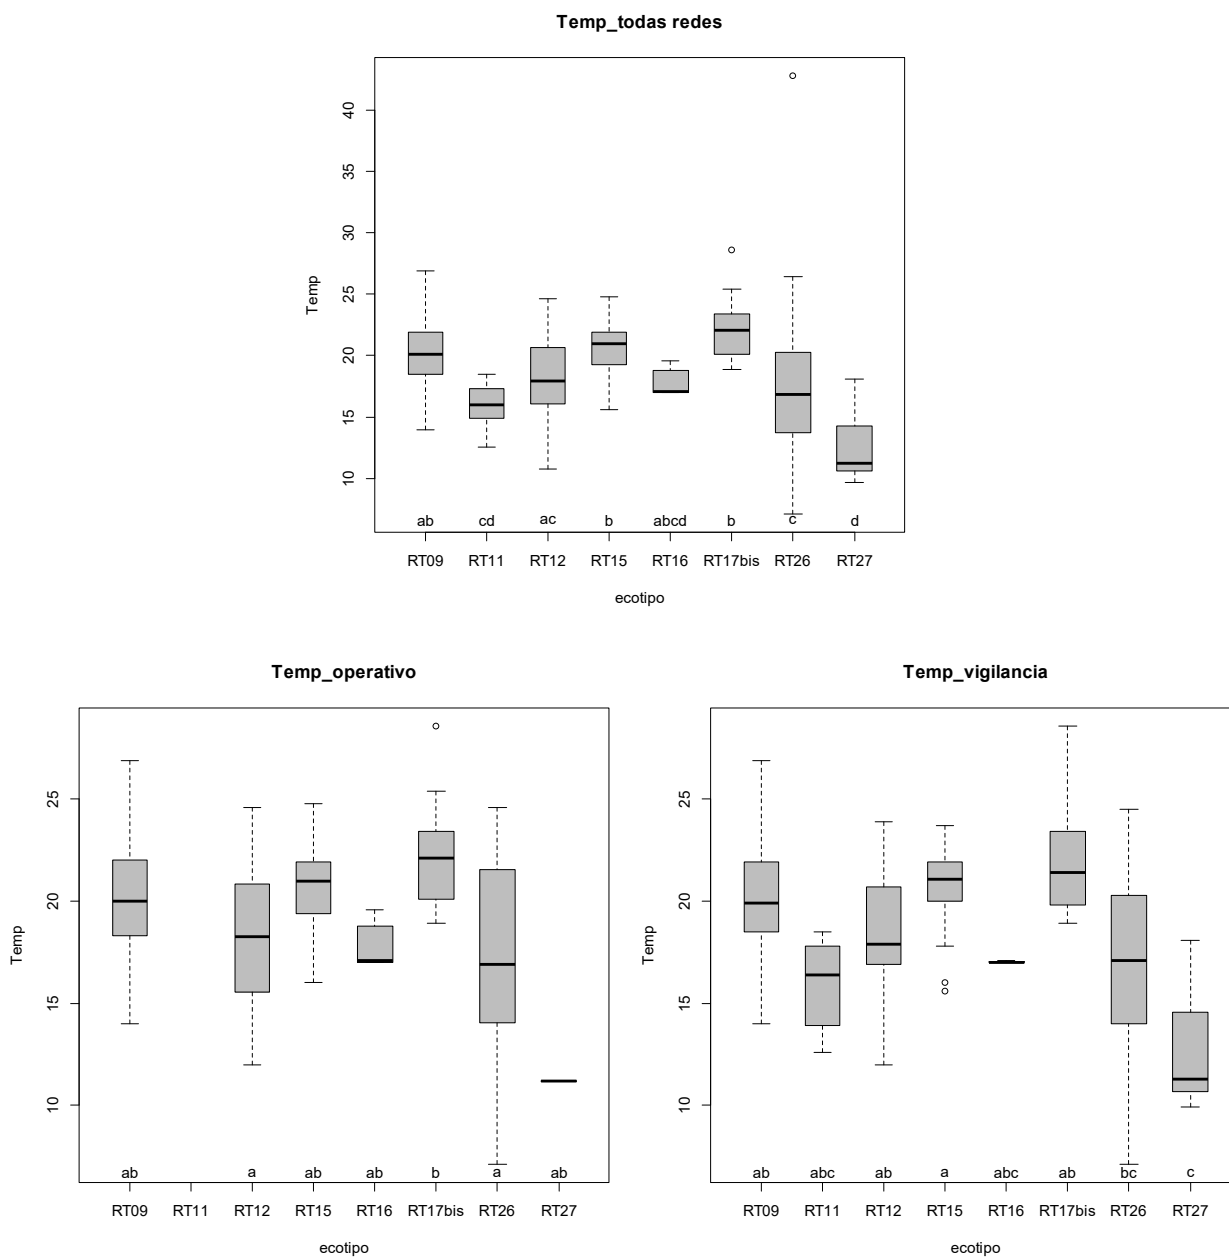 Temp_todas redes
40
35
30
25
20
15
10
Temp
ab cd ac b abcd b c d
RT09 RT11 RT12 RT15 RT16 RT17bis RT26 RT27
ecotipo
Temp_operativo
25
20
15
10
Temp
ab a ab ab b a ab
RT09 RT11 RT12 RT15 RT16 RT17bis RT26 RT27
ecotipo
Temp_vigilancia
25
20
15
10
Temp
ab abc ab a abc ab bc c
RT09 RT11 RT12 RT15 RT16 RT17bis RT26 RT27
ecotipo